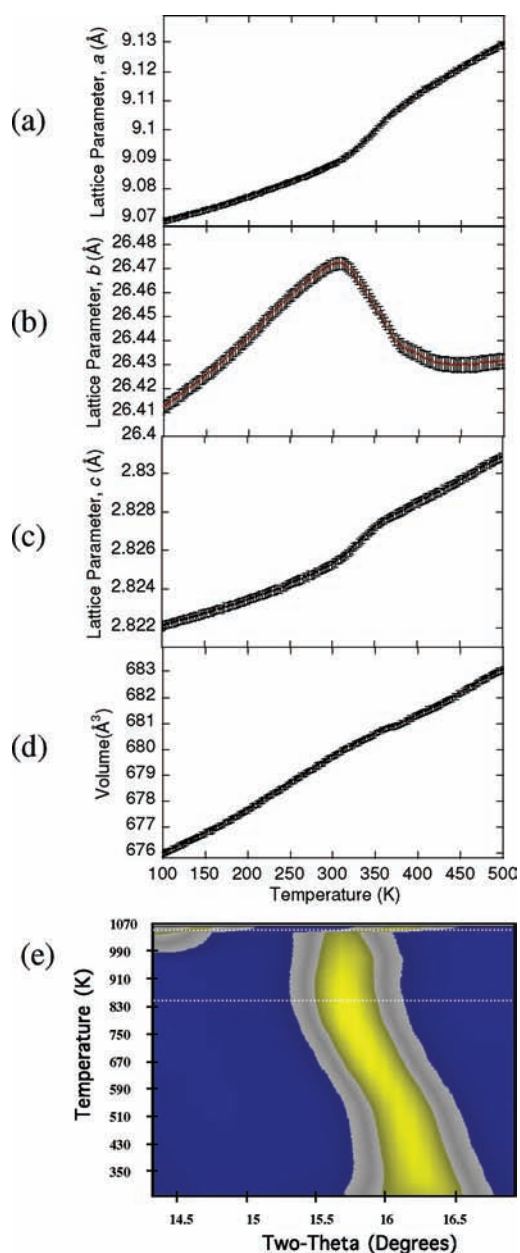 (a)
Lattice Parameter, a (Å)
9.13
9.12
9.11
9.1
9.09
9.08
9.07
(b)
Lattice Parameter, b (Å)
26.48
26.47
26.46
26.45
26.44
26.43
26.42
26.41
26.4
(c)
Lattice Parameter, c (Å)
2.83
2.828
2.826
2.824
2.822
(d)
Volume(Å³)
683
682
681
680
679
678
677
676
100 150 200 250 300 350 400 450 500
Temperature (K)
(e)
Temperature (K)
1070
990
910
830
750
670
590
510
430
350
14.5 15 15.5 16 16.5
Two-Theta (Degrees)